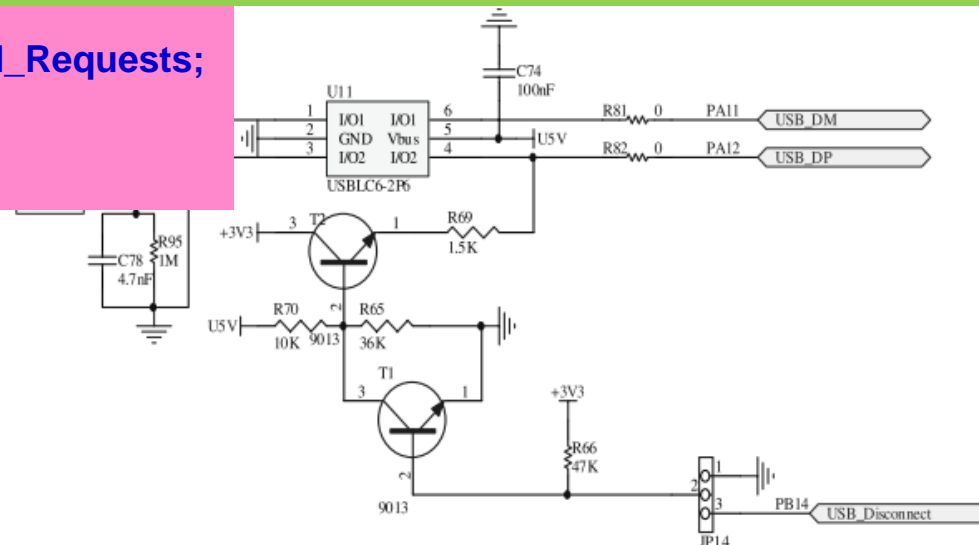 _Requests;
C74
100nF
U11
1 I/O1 I/O1 6
2 GND Vbus 5
3 I/O2 I/O2 4
USBLC6-2P6
U5V
R81 0 PA11 USB_DM
R82 0 PA12 USB_DP
+3V3 3 T2 1 R69
1.5K
R95
1M
C78
4.7nF
2
U5V R70 R65
10K 9013 36K
T1
3 1
2
9013
+3V3
R66
47K
1
2
3 PB14 USB_Disconnect
JP14